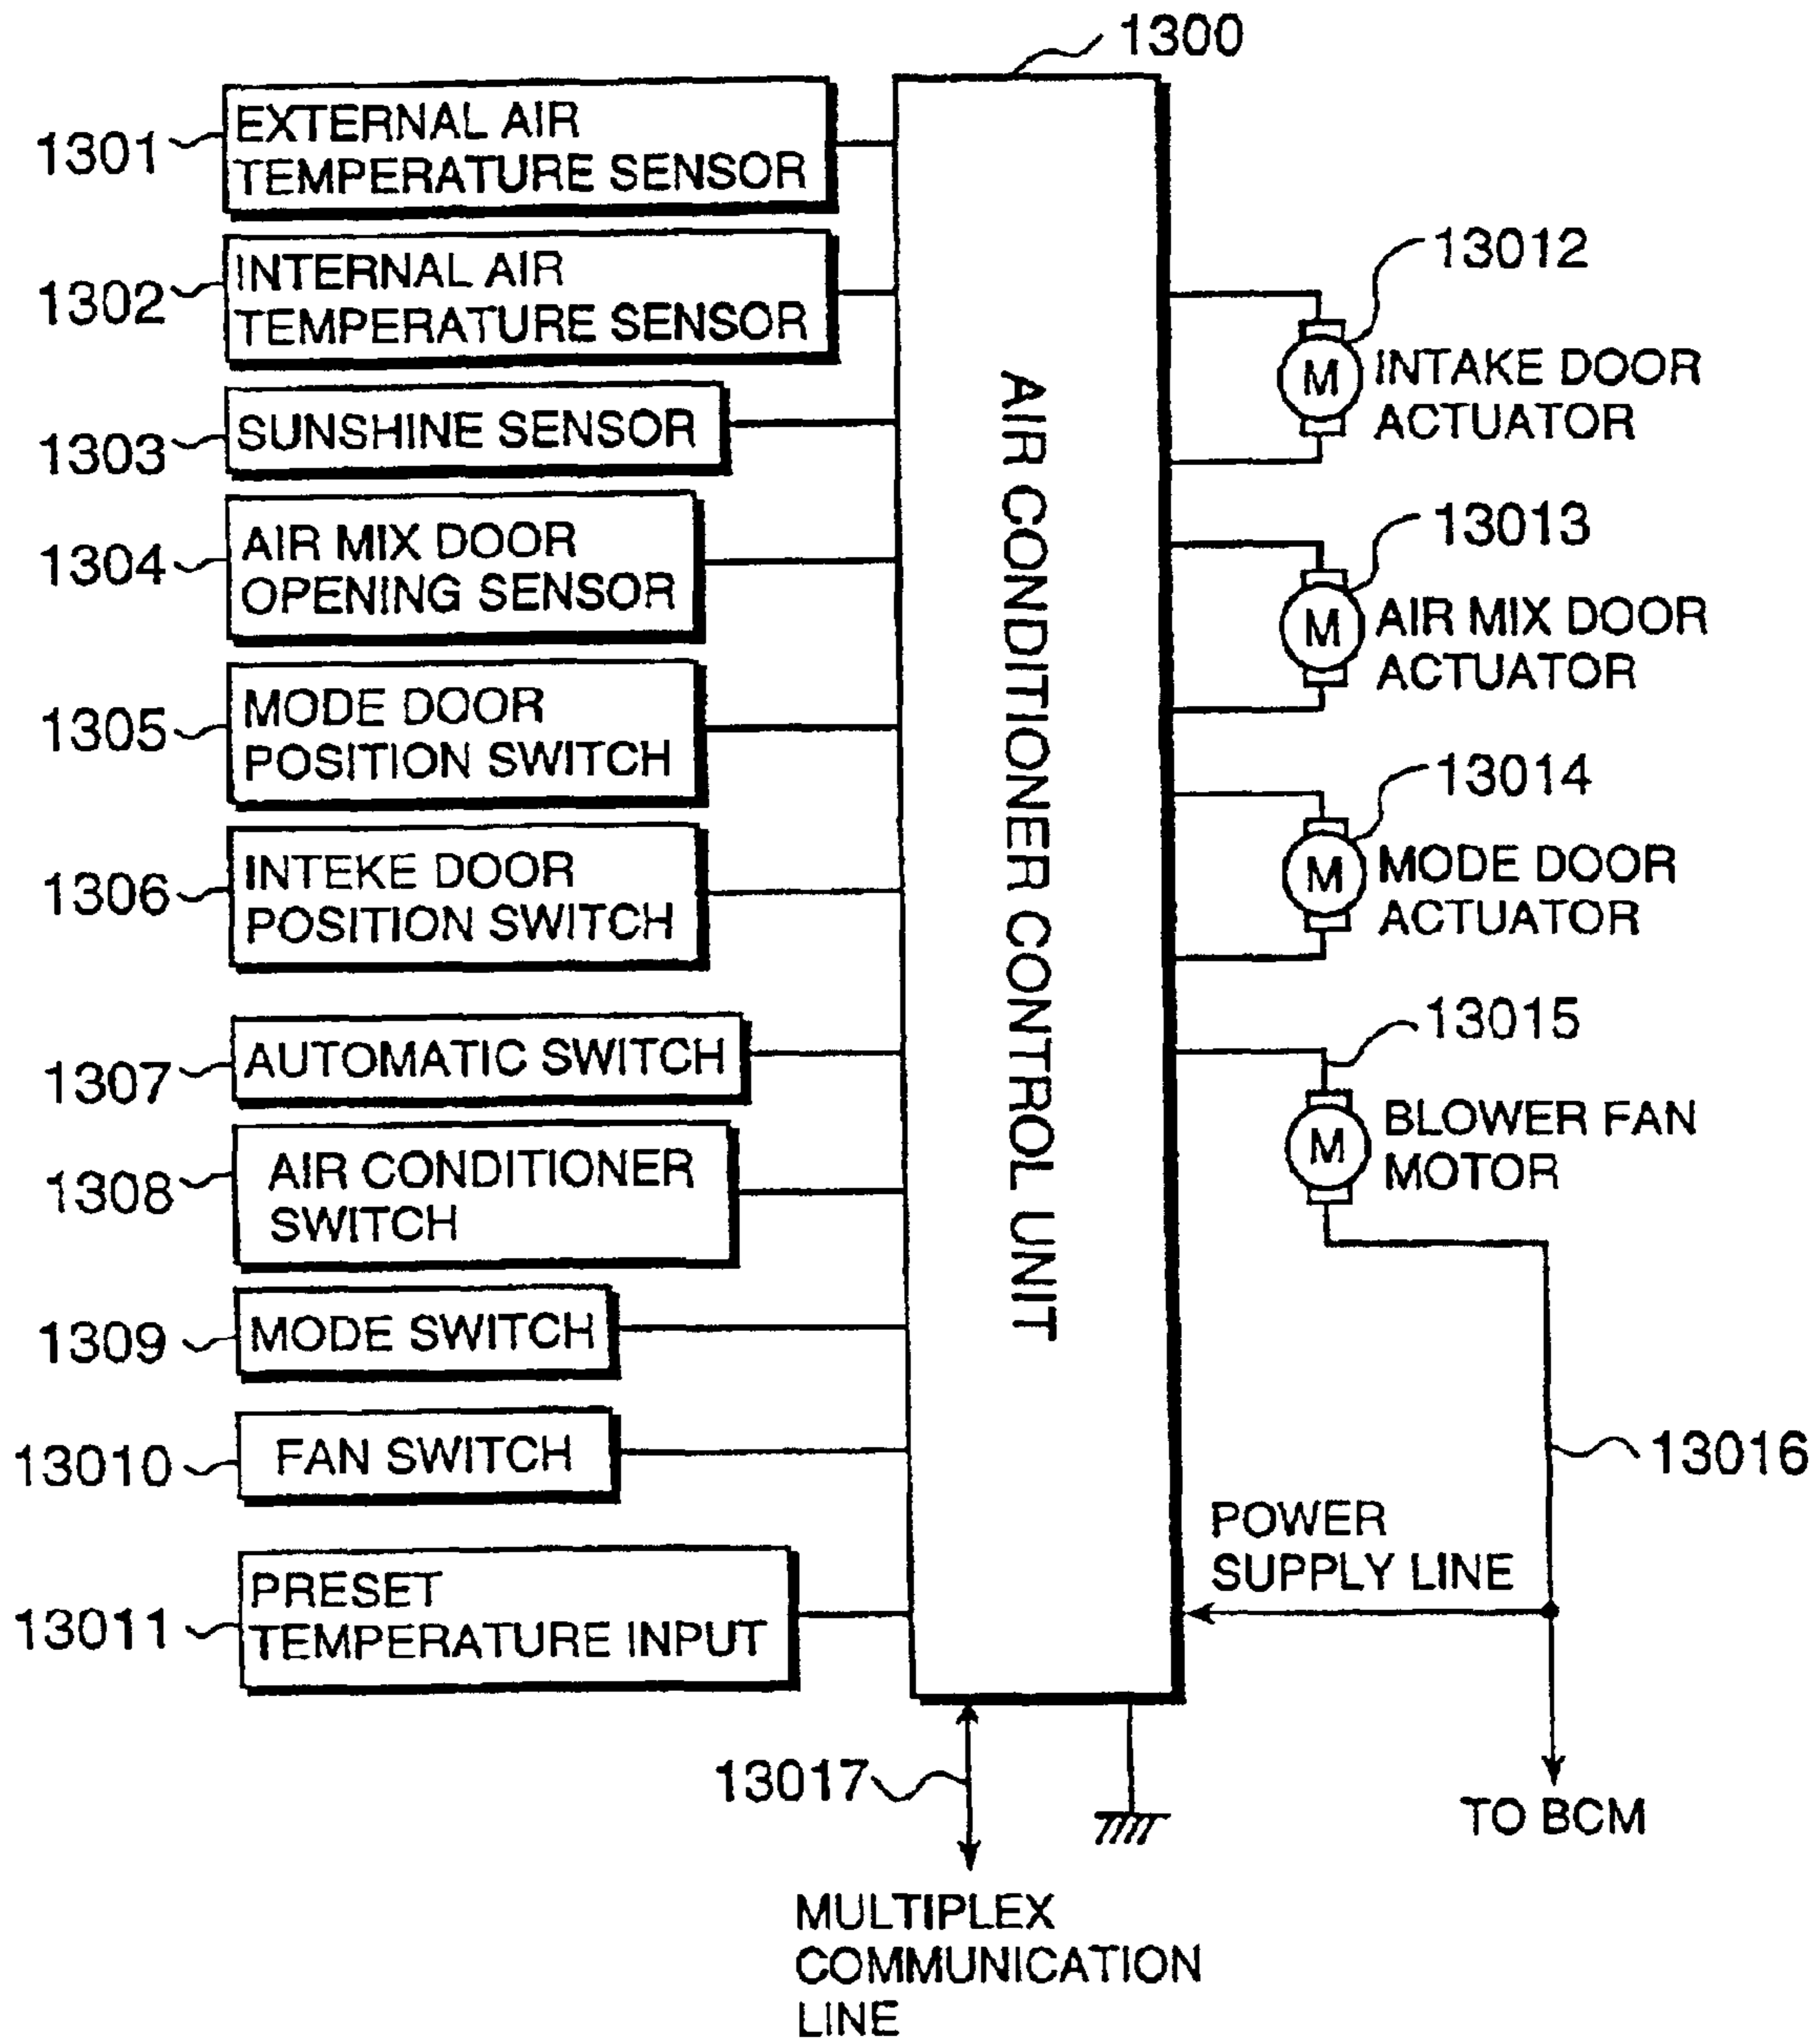 1300
1301
EXTERNAL AIR
TEMPERATURE SENSOR
1302
INTERNAL AIR
TEMPERATURE SENSOR
1303
SUNSHINE SENSOR
1304
AIR MIX DOOR
OPENING SENSOR
1305
MODE DOOR
POSITION SWITCH
1306
INTEKE DOOR
POSITION SWITCH
1307
AUTOMATIC SWITCH
1308
AIR CONDITIONER
SWITCH
1309
MODE SWITCH
13010
FAN SWITCH
13011
PRESET
TEMPERATURE INPUT
AIR CONDITIONER CONTROL UNIT
13012
M
INTAKE DOOR
ACTUATOR
13013
M
AIR MIX DOOR
ACTUATOR
13014
M
MODE DOOR
ACTUATOR
13015
M
BLOWER FAN
MOTOR
13016
POWER
SUPPLY LINE
TO BCM
13017
MULTIPLEX
COMMUNICATION
LINE